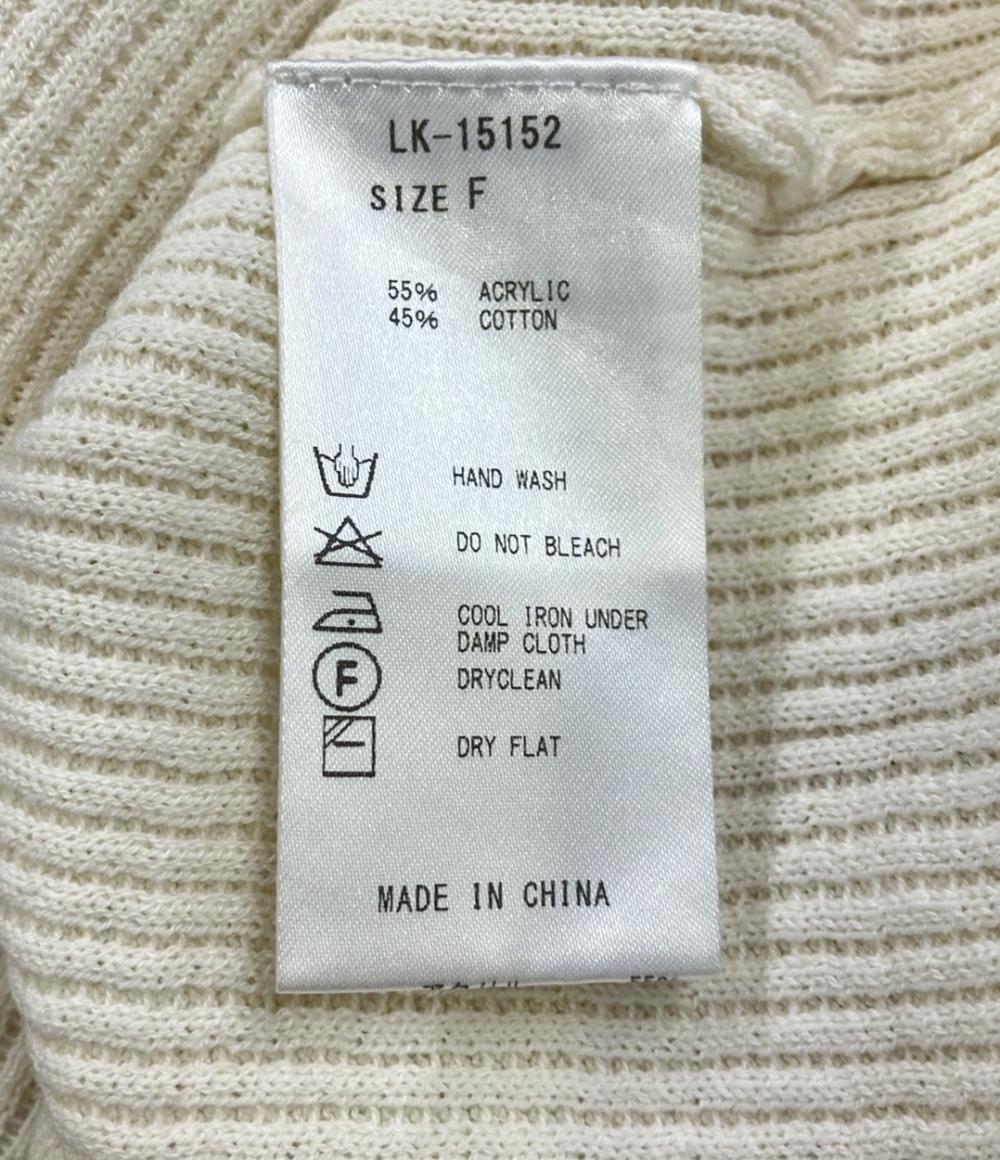 LK-15152
SIZE F
55% ACRYLIC
45% COTTON
HAND WASH
DO NOT BLEACH
COOL IRON UNDER
DAMP CLOTH
F DRYCLEAN
DRY FLAT
MADE IN CHINA